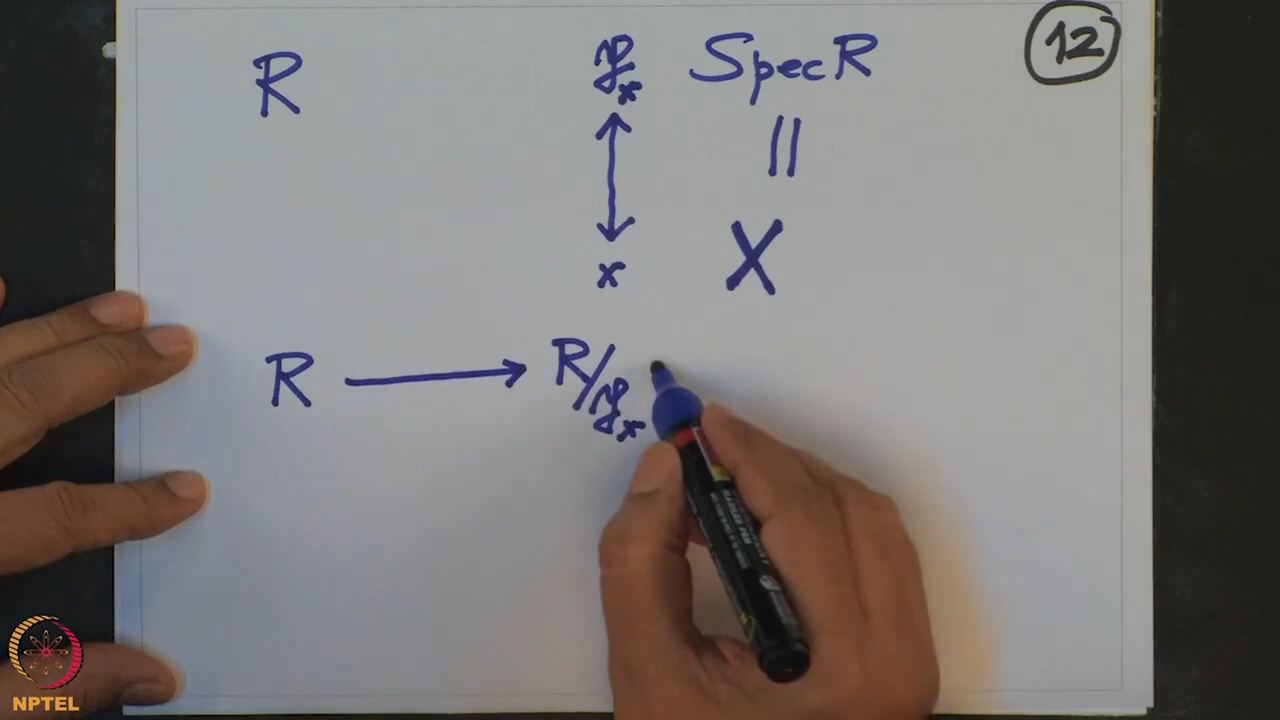 R 𝔭ₓ Spec R 12
↕ ||
x X
R ⟶ R/𝔭ₓ
NPTEL